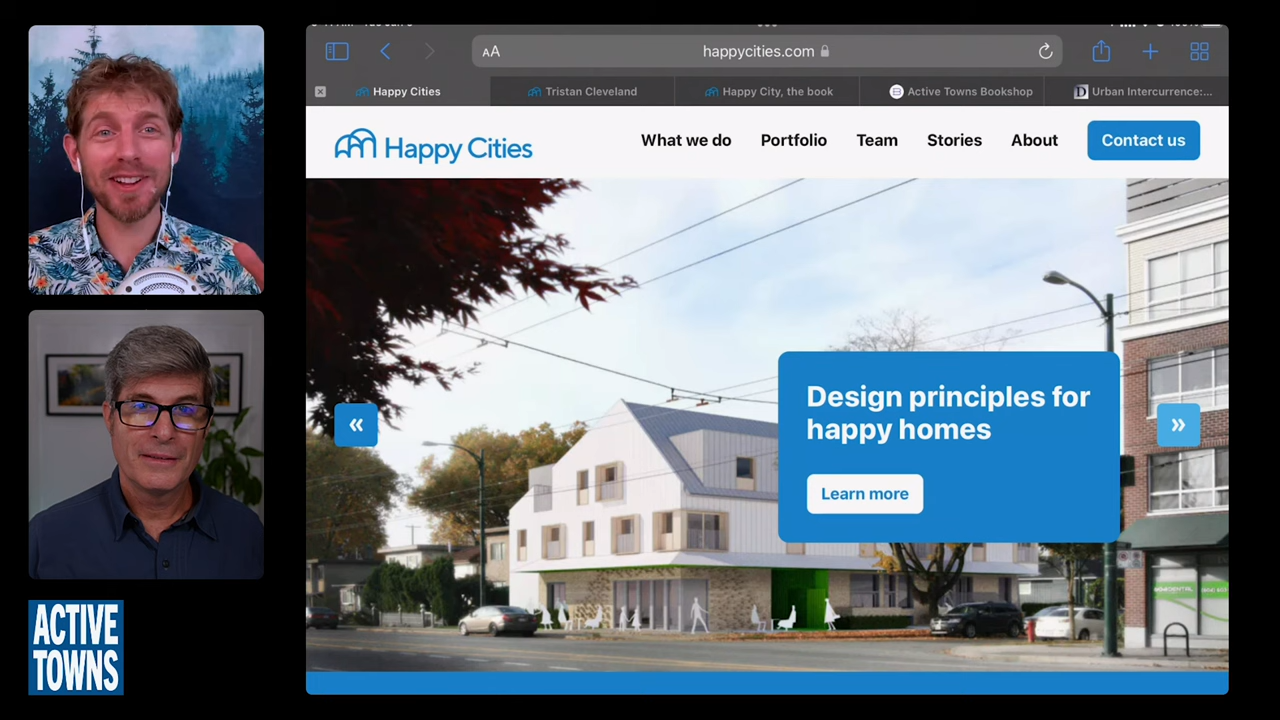 AA
happycities.com
Happy Cities
Tristan Cleveland
Happy City, the book
Active Towns Bookshop
Urban Intercurrence:...
Happy Cities
What we do
Portfolio
Team
Stories
About
Contact us
«
Design principles for
happy homes
Learn more
»
ACTIVE
TOWNS